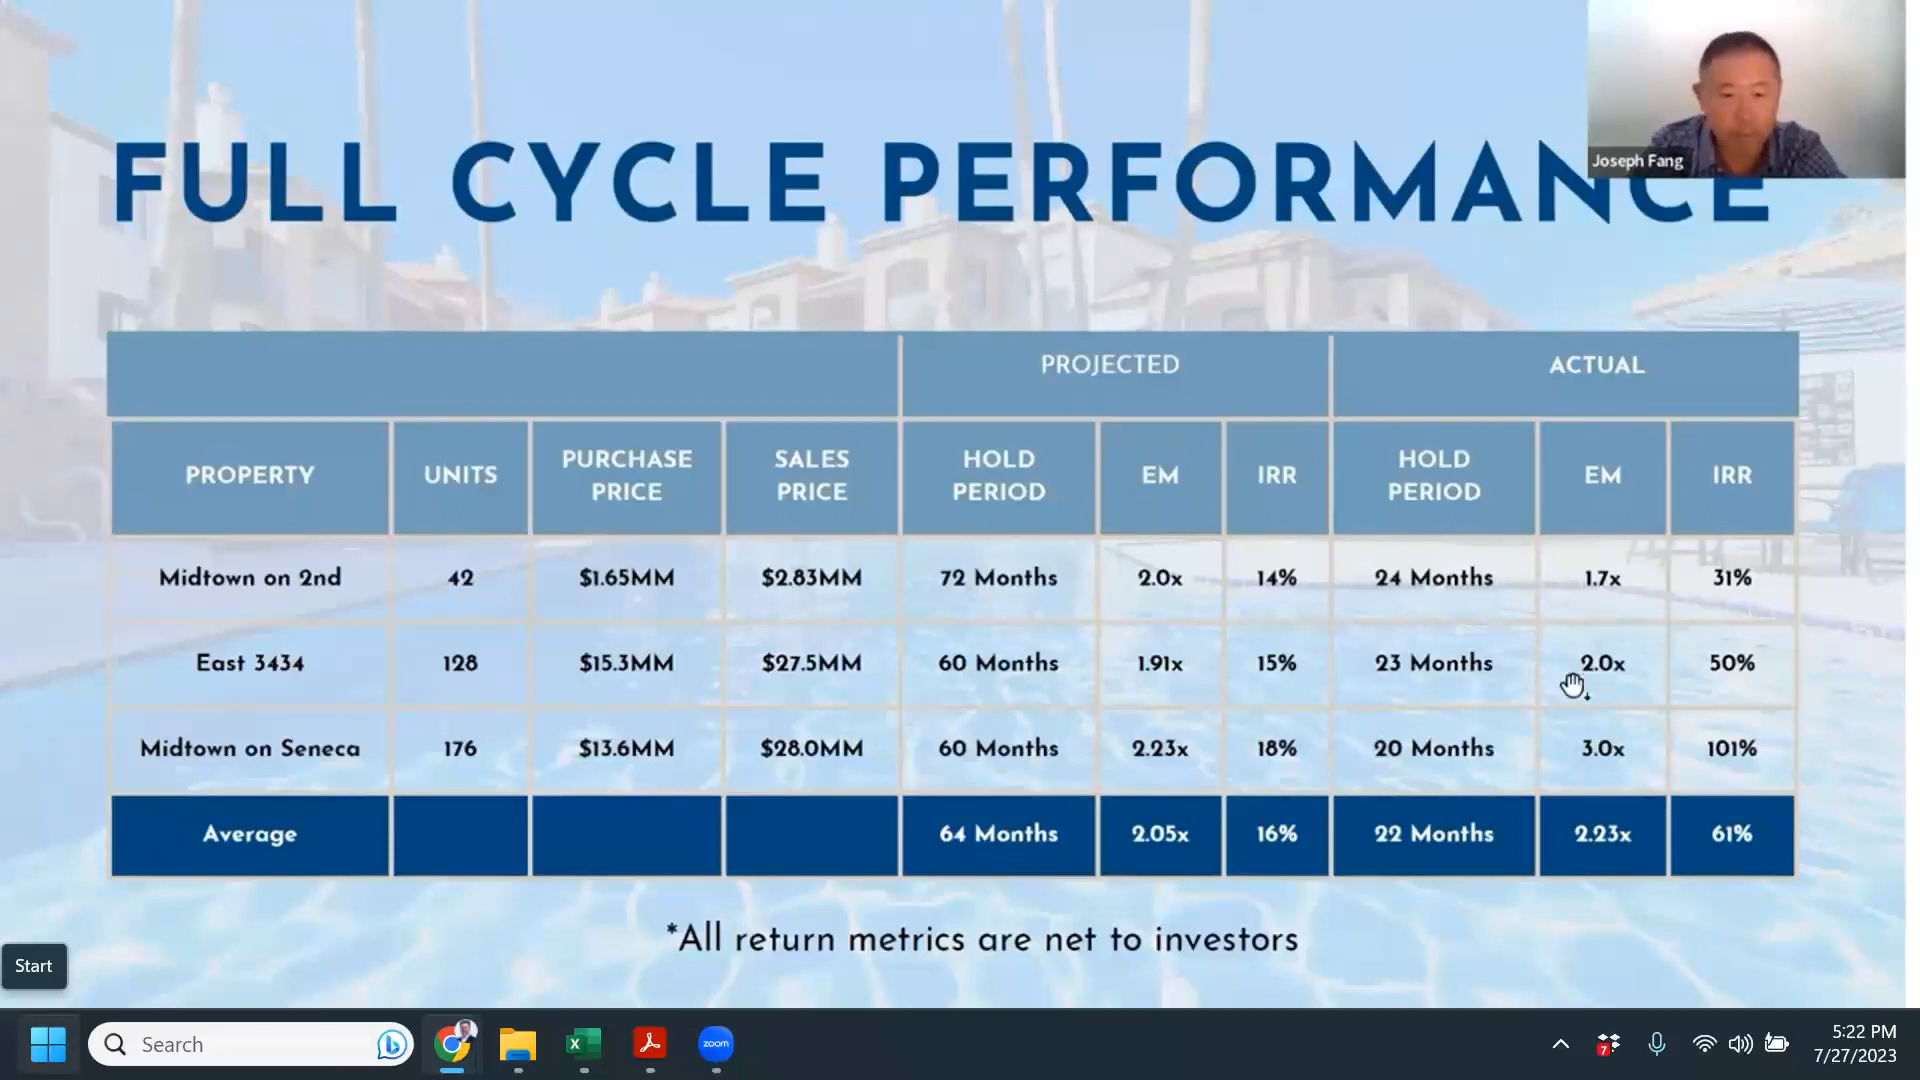 Joseph Fang
FULL CYCLE PERFORMANCE
PROJECTED ACTUAL
PROPERTY UNITS PURCHASE PRICE SALES PRICE HOLD PERIOD EM IRR HOLD PERIOD EM IRR
Midtown on 2nd 42 $1.65MM $2.83MM 72 Months 2.0x 14% 24 Months 1.7x 31%
East 3434 128 $15.3MM $27.5MM 60 Months 1.91x 15% 23 Months 2.0x 50%
Midtown on Seneca 176 $13.6MM $28.0MM 60 Months 2.23x 18% 20 Months 3.0x 101%
Average 64 Months 2.05x 16% 22 Months 2.23x 61%
*All return metrics are net to investors
Start
Search
zoom
7
5:22 PM
7/27/2023